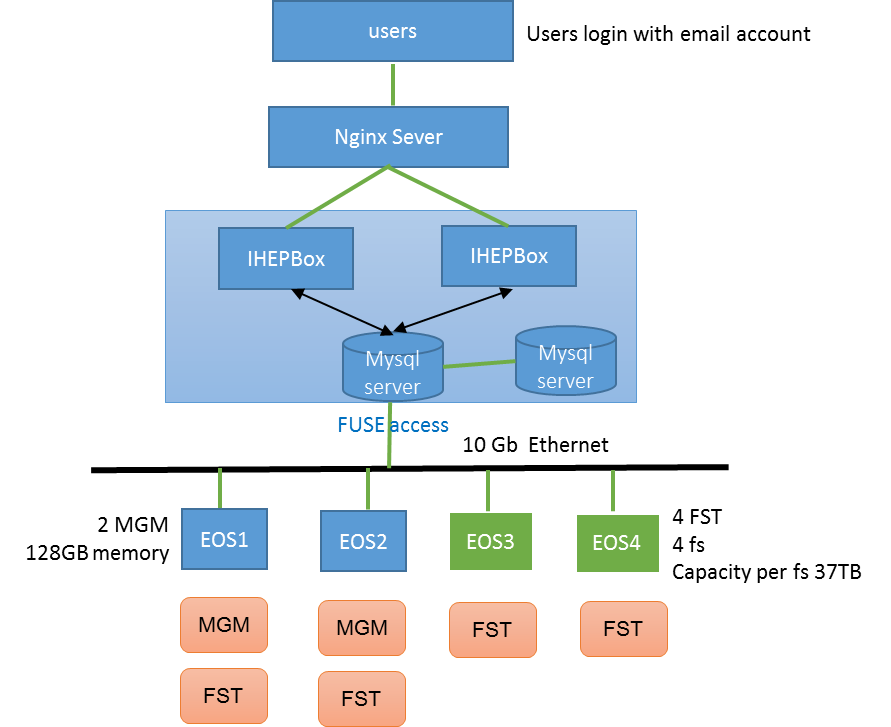 users
Users login with email account
Nginx Sever
IHEPBox
IHEPBox
Mysql
server
Mysql
server
FUSE access
10 Gb Ethernet
2 MGM
128GB memory
EOS1
EOS2
EOS3
EOS4
4 FST
4 fs
Capacity per fs 37TB
MGM
MGM
FST
FST
FST
FST